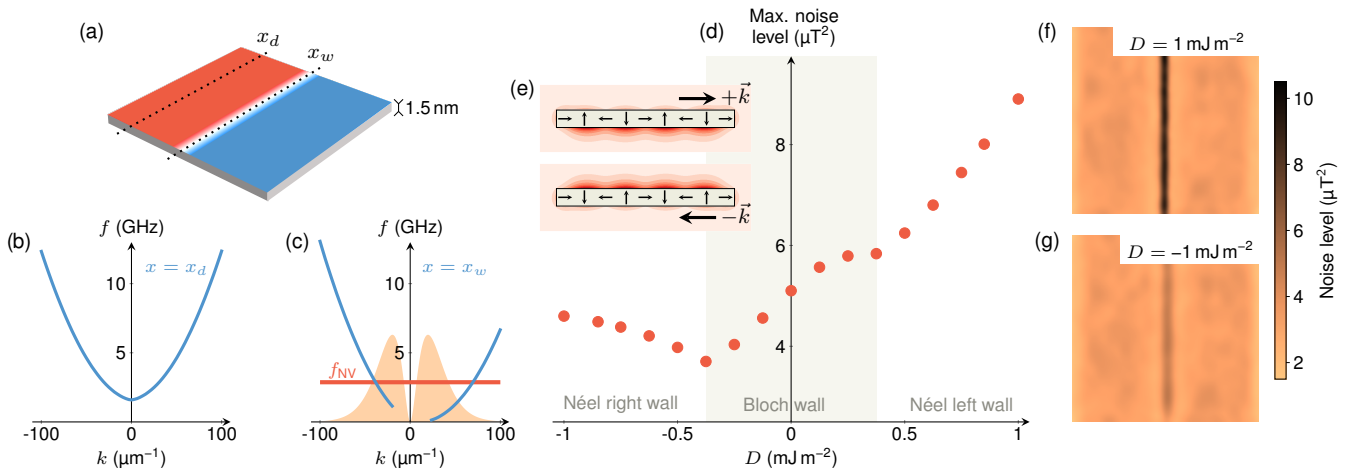 (a)
x_d
x_w
1.5 nm
(b)
f (GHz)
x = x_d
10
5
-100
0
100
k (µm⁻¹)
(c)
f (GHz)
x = x_w
10
5
f_NV
-100
0
100
k (µm⁻¹)
(d)
Max. noise
level (µT²)
8
6
4
Néel right wall
Bloch wall
Néel left wall
-1
-0.5
0
0.5
1
D (mJ m⁻²)
(e)
+k⃗
−k⃗
(f)
D = 1 mJ m⁻²
(g)
D = −1 mJ m⁻²
10
8
6
4
2
Noise level (µT²)